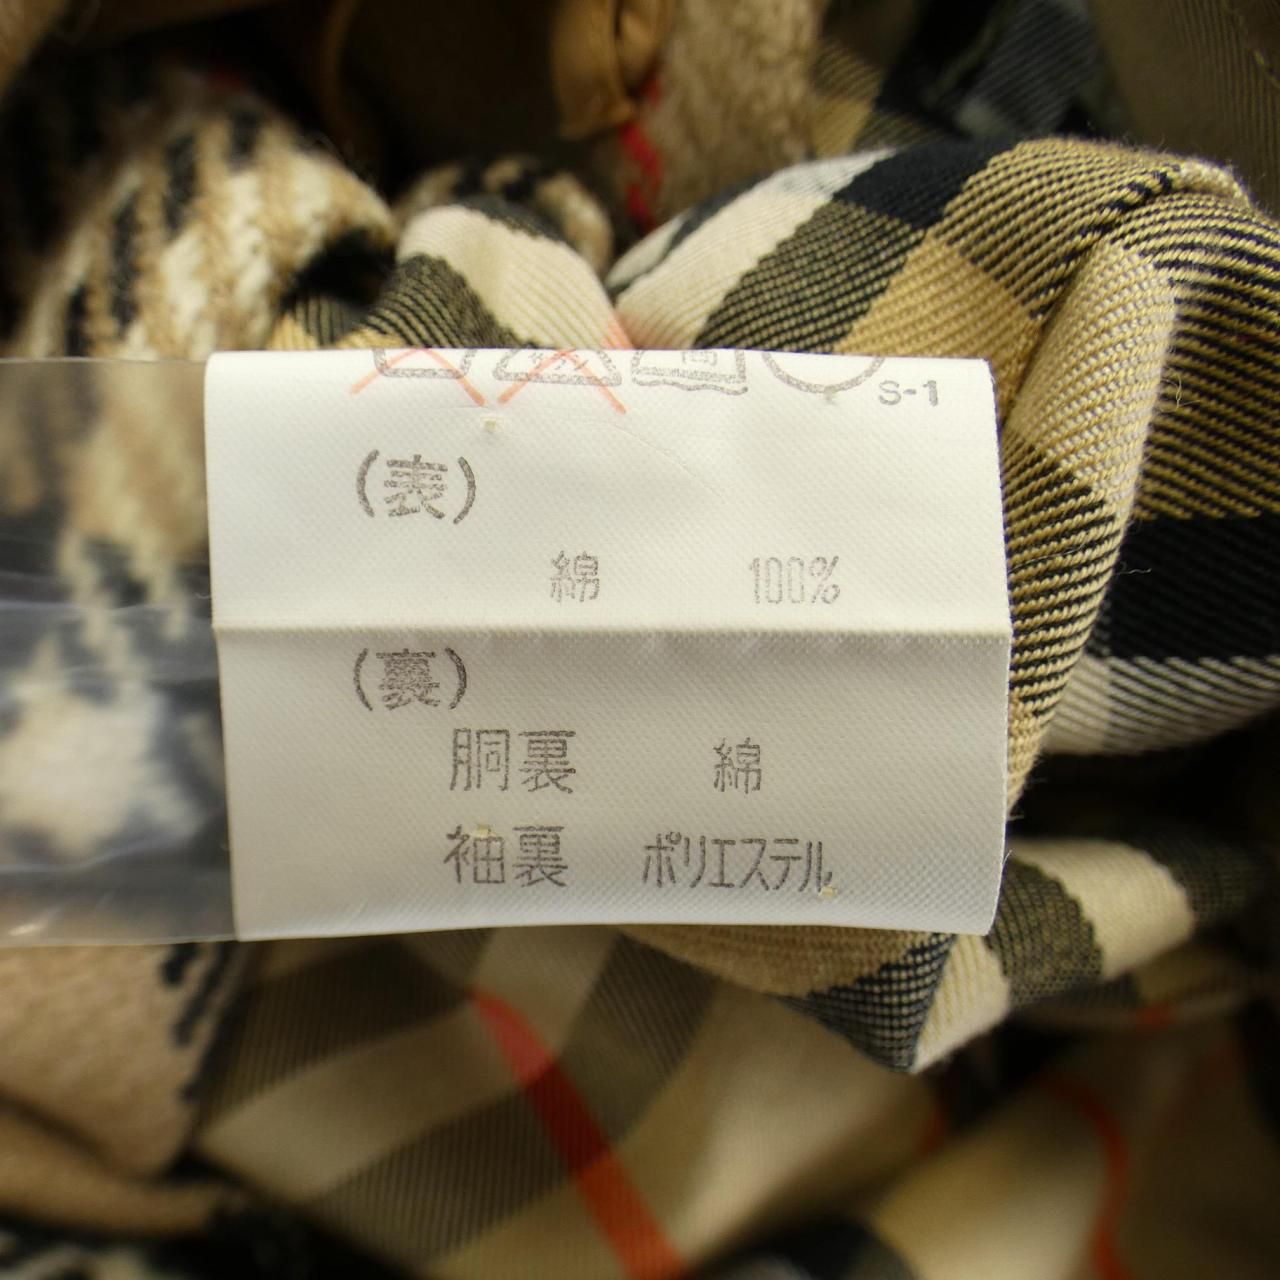 S-1
(表)
綿 100%
(裏)
胴裏 綿
袖裏 ポリエステル